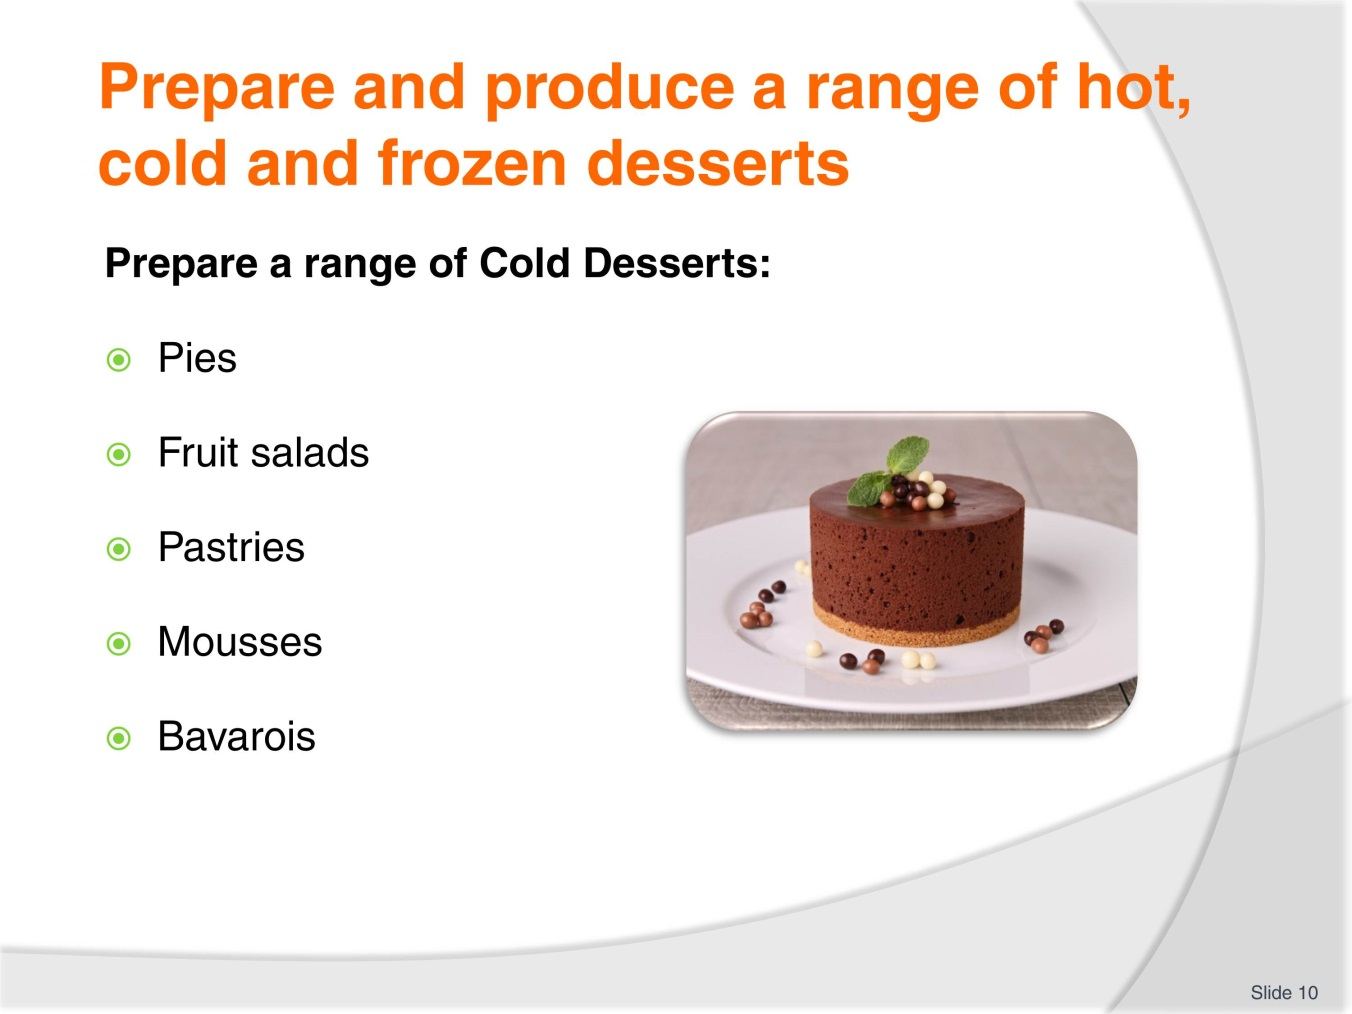 Prepare and produce a range of hot,
cold and frozen desserts
Prepare a range of Cold Desserts:
Pies
Fruit salads
Pastries
Mousses
Bavarois
Slide 10